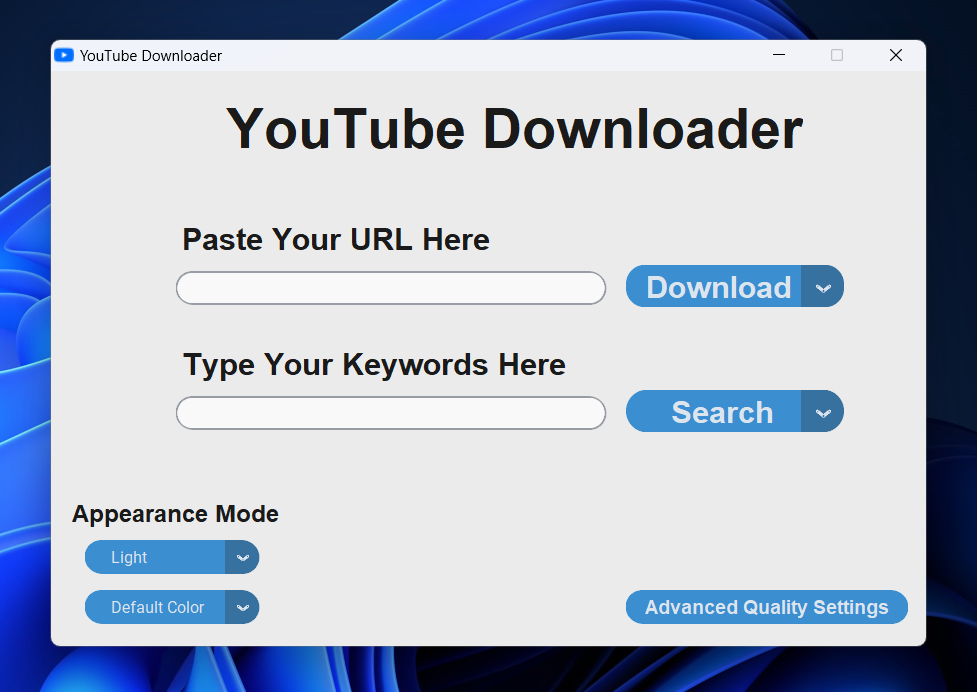 YouTube Downloader
YouTube Downloader
Paste Your URL Here
Download
Type Your Keywords Here
Search
Appearance Mode
Light
Default Color
Advanced Quality Settings